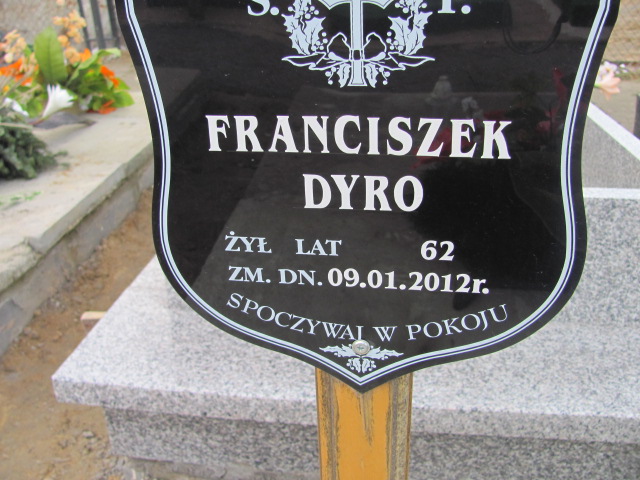 Ś. P.
FRANCISZEK
DYRO
ŻYŁ LAT 62
ZM. DN. 09.01.2012r.
SPOCZYWAJ W POKOJU